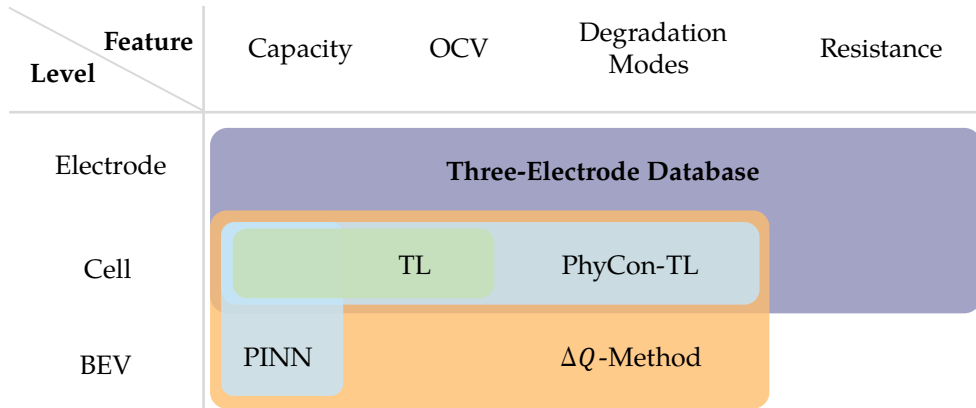 Feature
Level
Capacity
OCV
Degradation
Modes
Resistance
Electrode
Three-Electrode Database
Cell
TL
PhyCon-TL
BEV
PINN
ΔQ-Method